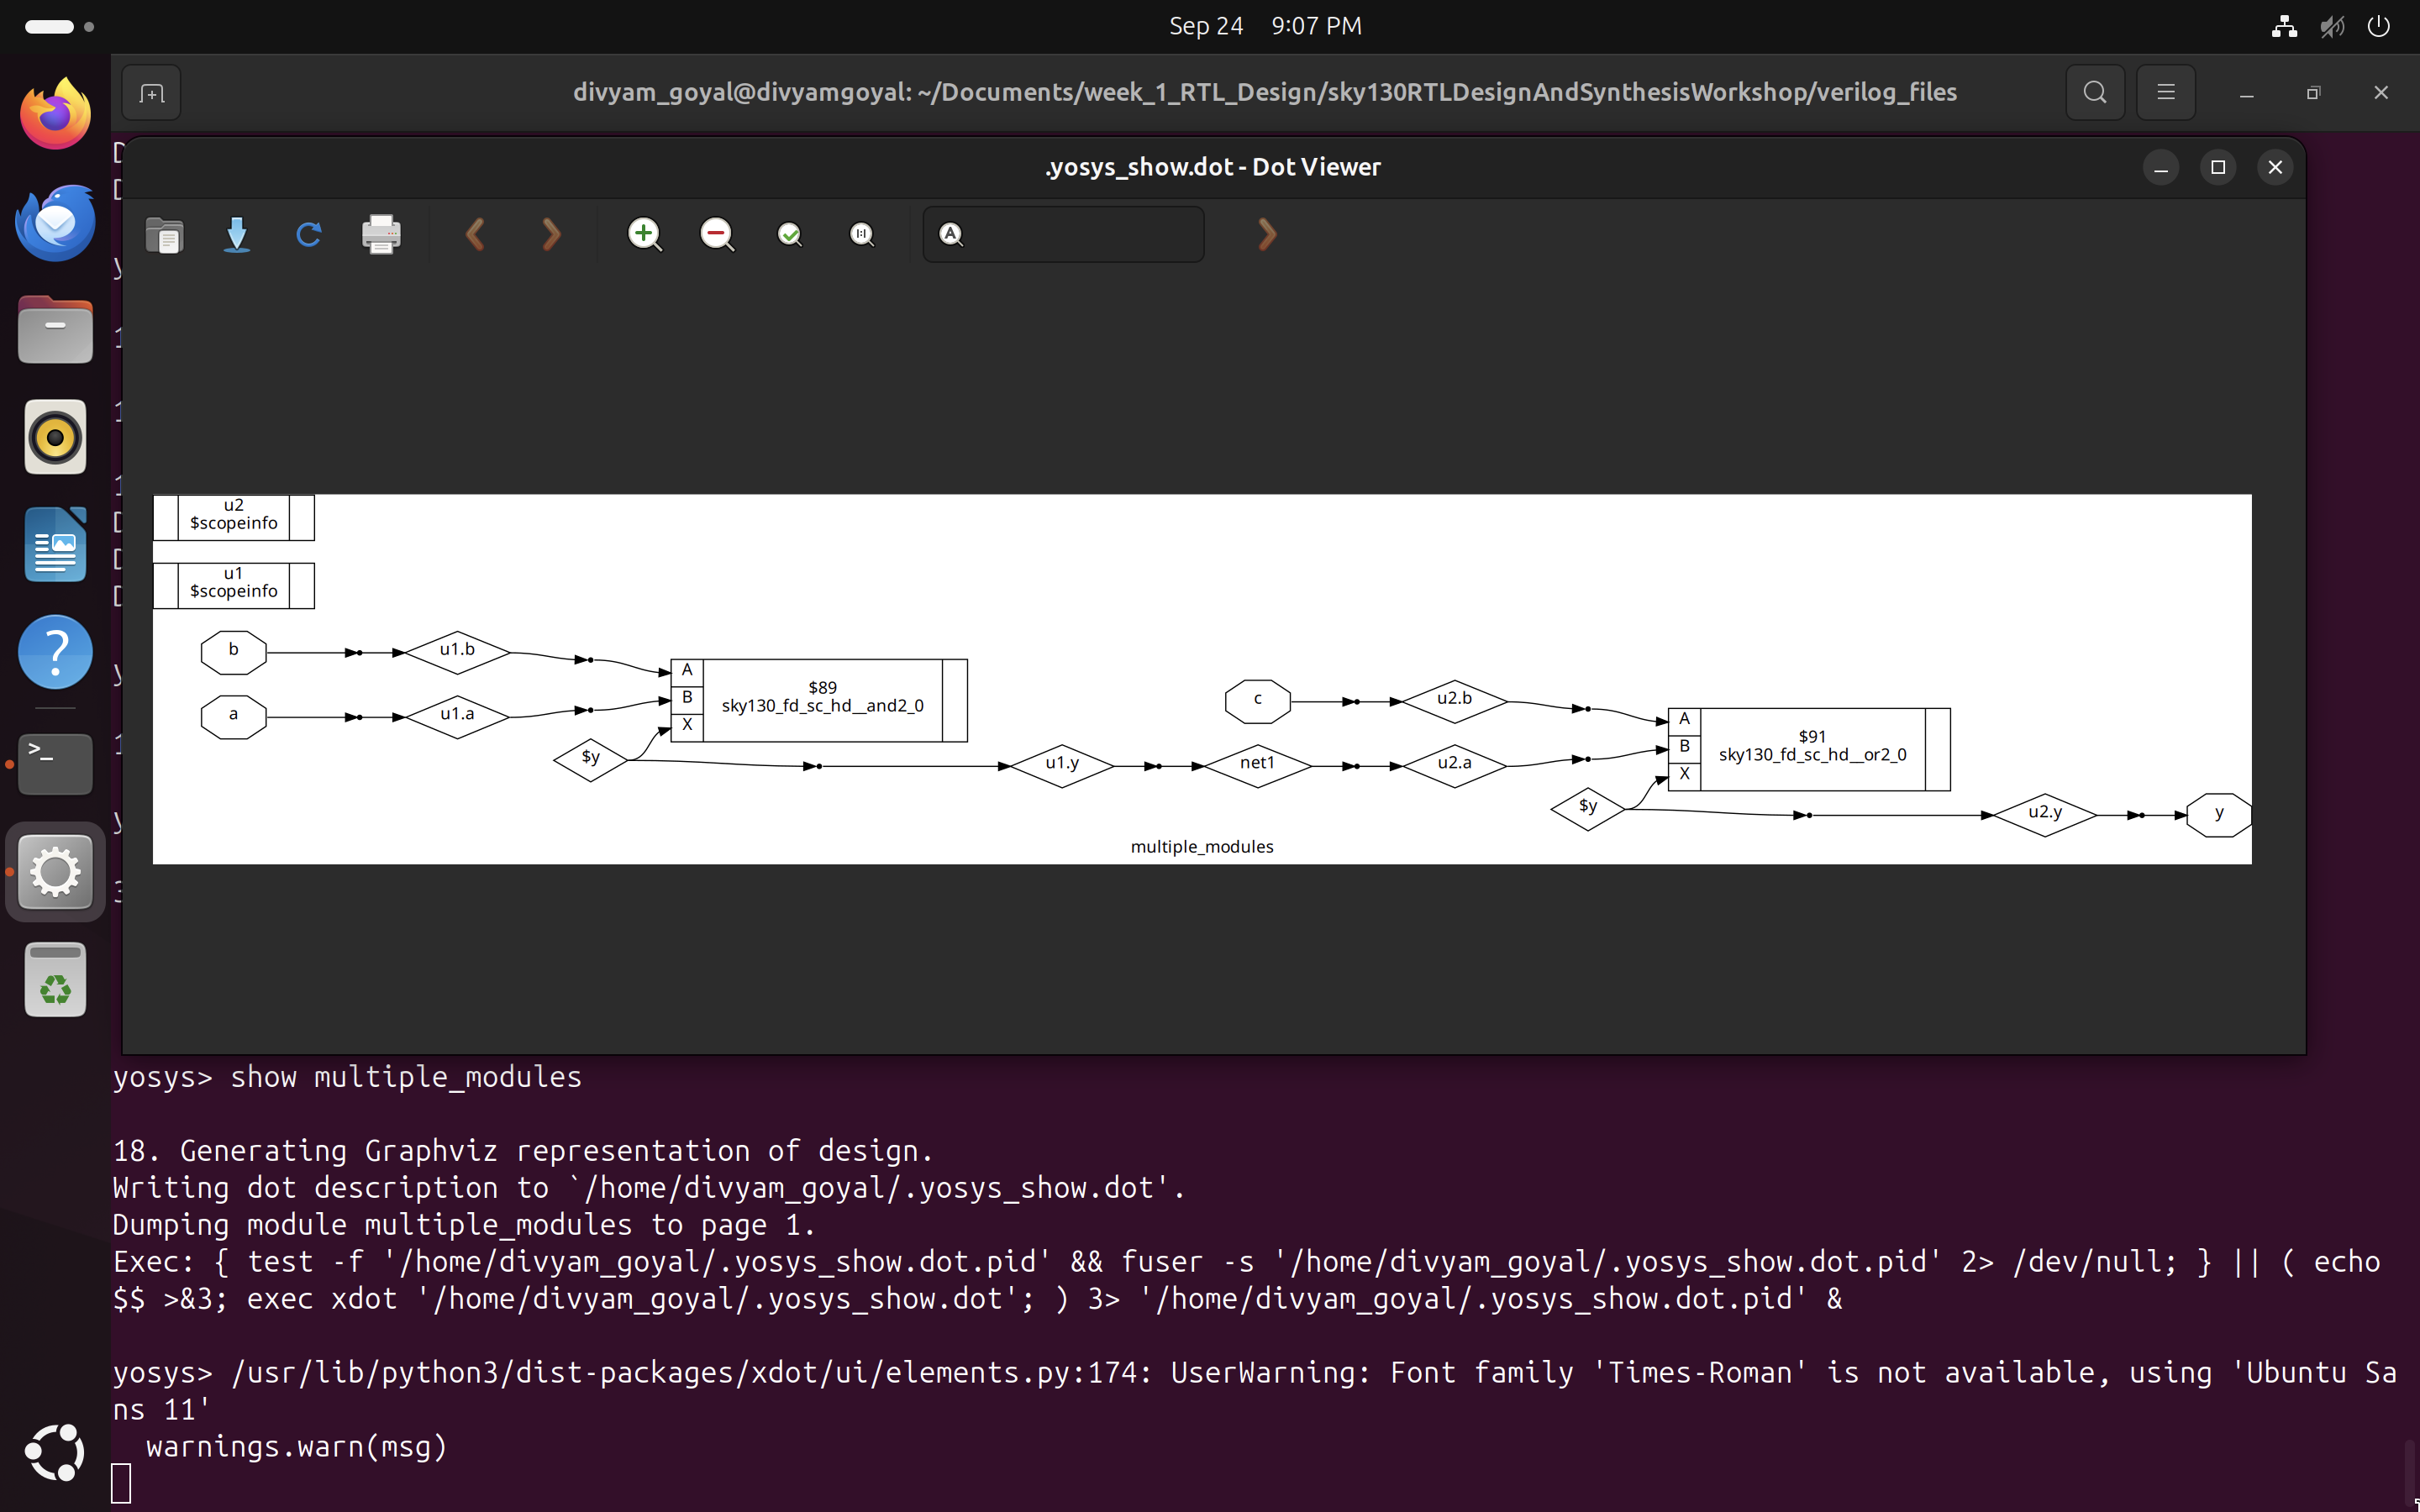 Sep 24 9:07 PM
divyam_goyal@divyamgoyal: ~/Documents/week_1_RTL_Design/sky130RTLDesignAndSynthesisWorkshop/verilog_files
.yosys_show.dot - Dot Viewer
u2
$scopeinfo
u1
$scopeinfo
b
u1.b
a
u1.a
$y
A
B
X
$89
sky130_fd_sc_hd__and2_0
u1.y
net1
c
u2.b
u2.a
$y
A
B
X
$91
sky130_fd_sc_hd__or2_0
u2.y
y
multiple_modules
yosys> show multiple_modules
18. Generating Graphviz representation of design.
Writing dot description to `/home/divyam_goyal/.yosys_show.dot'.
Dumping module multiple_modules to page 1.
Exec: { test -f '/home/divyam_goyal/.yosys_show.dot.pid' && fuser -s '/home/divyam_goyal/.yosys_show.dot.pid' 2> /dev/null; } || ( echo
$$ >&3; exec xdot '/home/divyam_goyal/.yosys_show.dot'; ) 3> '/home/divyam_goyal/.yosys_show.dot.pid' &
yosys> /usr/lib/python3/dist-packages/xdot/ui/elements.py:174: UserWarning: Font family 'Times-Roman' is not available, using 'Ubuntu Sa
ns 11'
warnings.warn(msg)